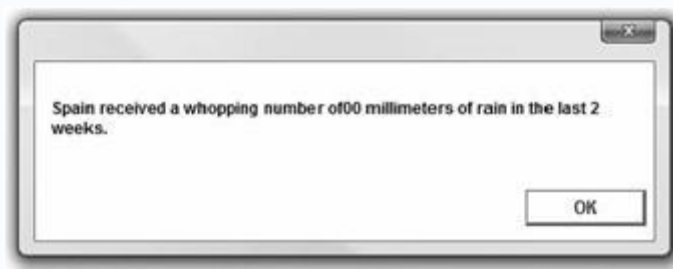 Spain received a whopping number of00 millimeters of rain in the last 2
weeks.
OK